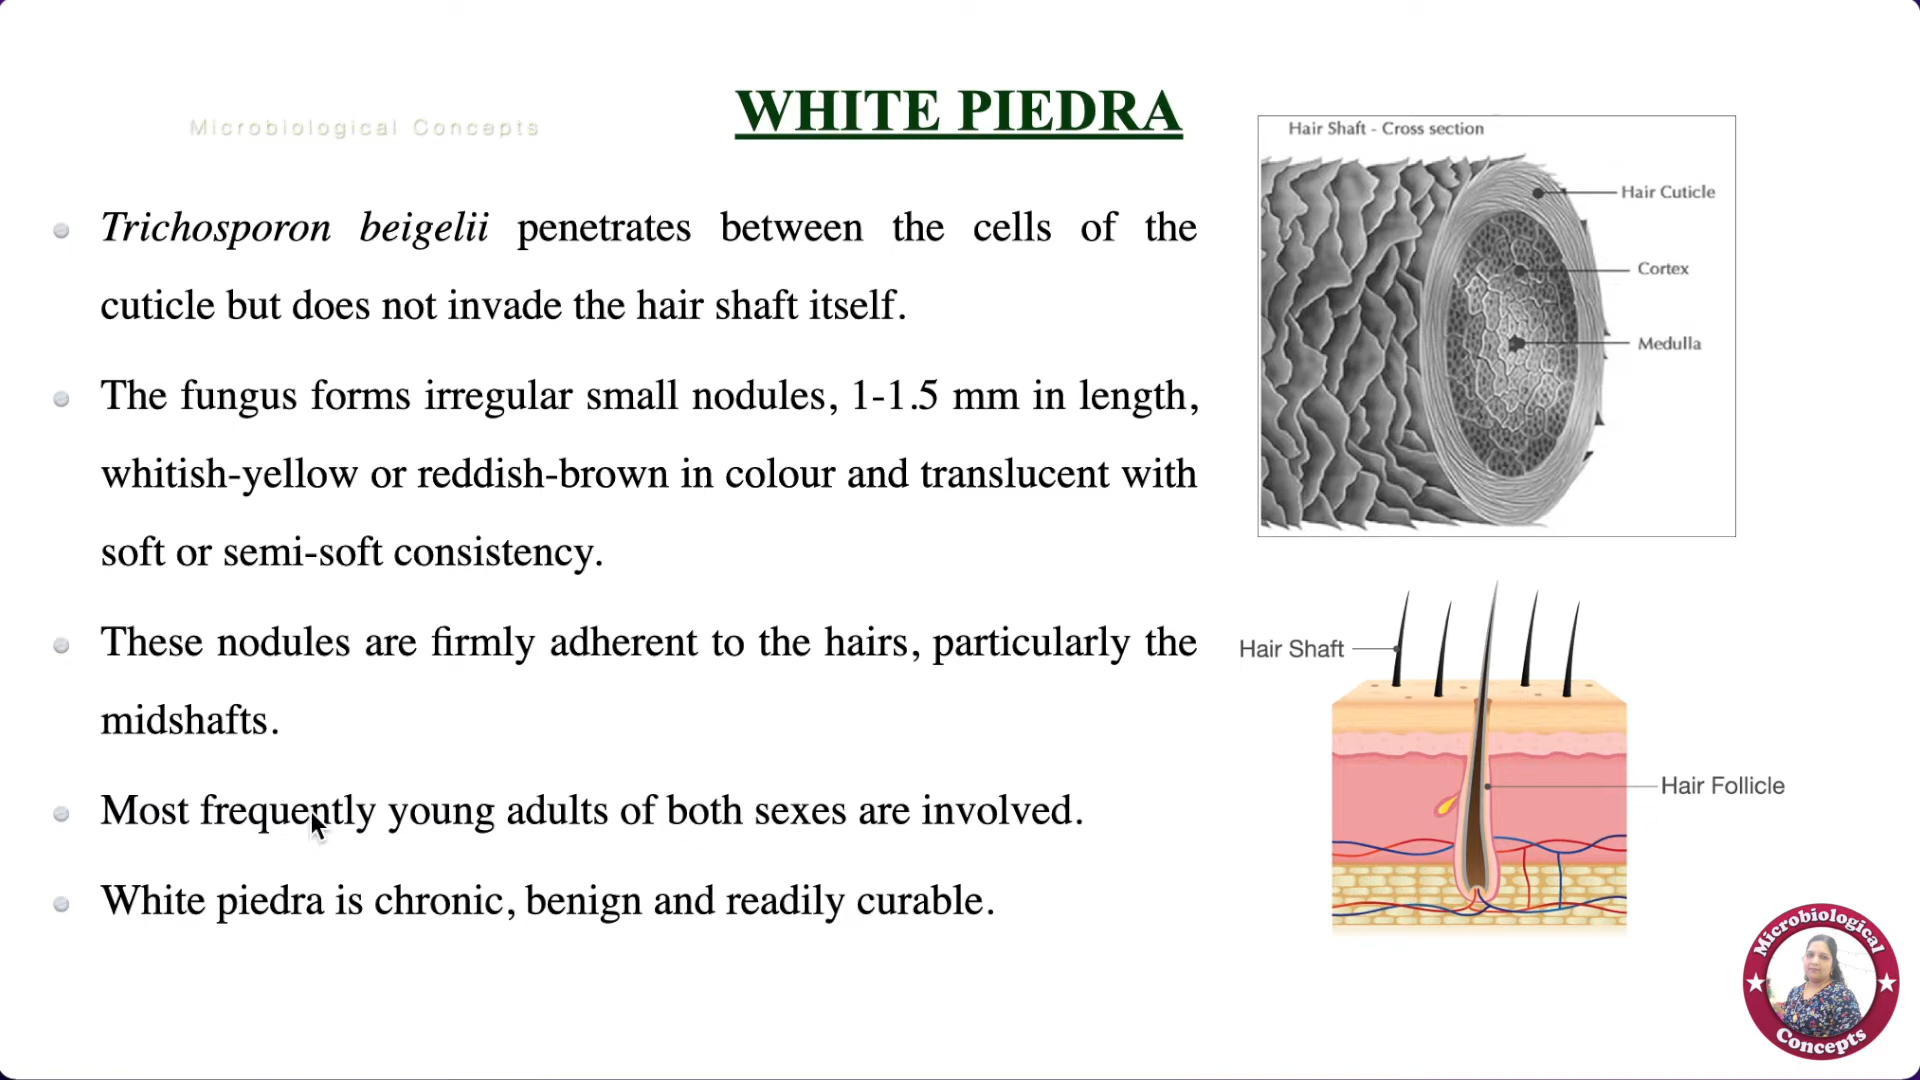 Microbiological Concepts
WHITE PIEDRA
Trichosporon beigelii penetrates between the cells of the
cuticle but does not invade the hair shaft itself.
The fungus forms irregular small nodules, 1-1.5 mm in length,
whitish-yellow or reddish-brown in colour and translucent with
soft or semi-soft consistency.
These nodules are firmly adherent to the hairs, particularly the
midshafts.
Most frequently young adults of both sexes are involved.
White piedra is chronic, benign and readily curable.
Hair Shaft - Cross section
Hair Cuticle
Cortex
Medulla
Hair Shaft
Hair Follicle
Microbiological
Concepts